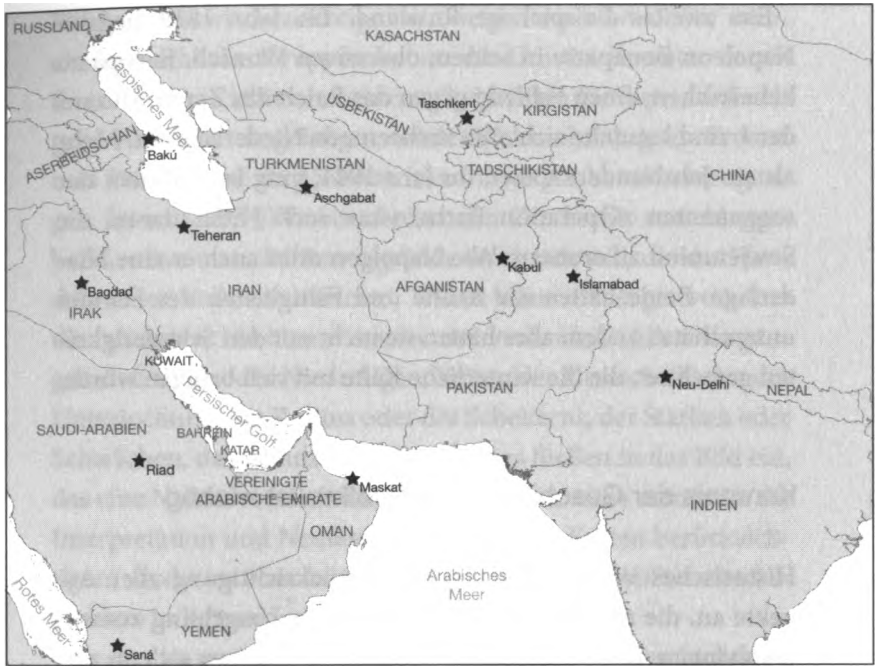 RUSSLAND
KASACHSTAN
Kaspisches Meer
USBEKISTAN
Taschkent
KIRGISTAN
ASERBEIDSCHAN
Bakú
TURKMENISTAN
TADSCHIKISTAN
CHINA
Aschgabat
Teheran
Kabul
Islamabad
Bagdad
IRAN
AFGANISTAN
IRAK
KUWAIT
PAKISTAN
Neu-Delhi
NEPAL
Persischer Golf
SAUDI-ARABIEN
BAHREIN
KATAR
Riad
VEREINIGTE
ARABISCHE EMIRATE
Maskat
INDIEN
OMAN
Arabisches
Meer
Rotes Meer
YEMEN
Saná